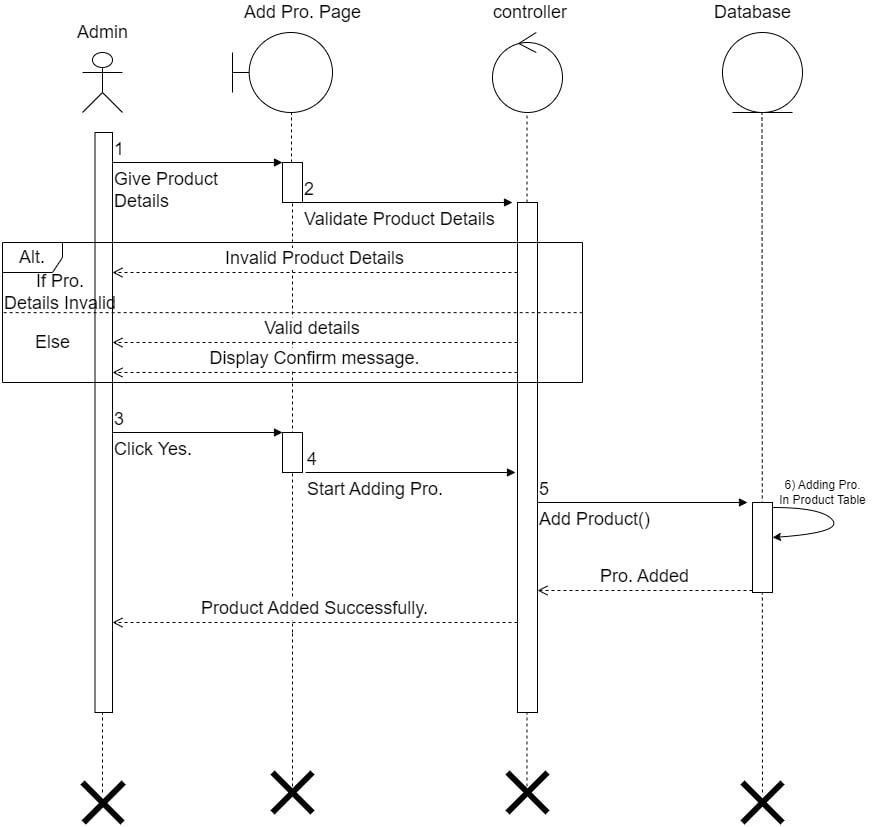 Admin
Add Pro. Page
controller
Database
1
Give Product
Details
2
Validate Product Details
Alt.
If Pro.
Details Invalid
Invalid Product Details
Else
Valid details
Display Confirm message.
3
Click Yes.
4
Start Adding Pro.
5
Add Product()
6) Adding Pro.
In Product Table
Pro. Added
Product Added Successfully.